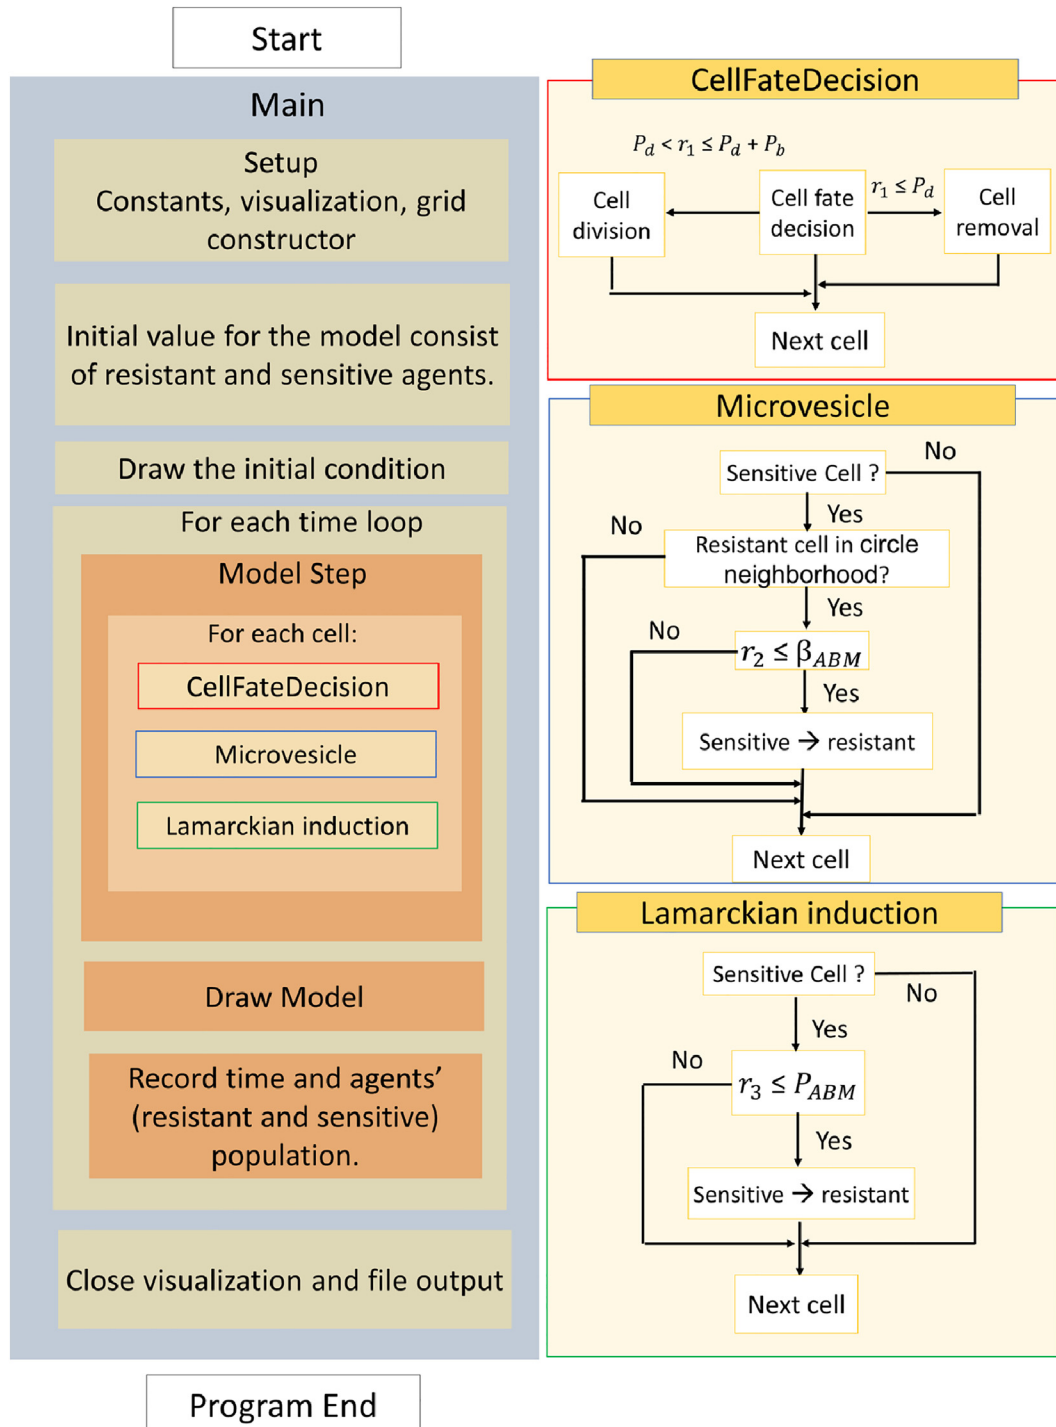 Start
Main
Setup
Constants, visualization, grid
constructor
Initial value for the model consist
of resistant and sensitive agents.
Draw the initial condition
For each time loop
Model Step
For each cell:
CellFateDecision
Microvesicle
Lamarckian induction
Draw Model
Record time and agents’
(resistant and sensitive)
population.
Close visualization and file output
Program End
CellFateDecision
P_d < r_1 ≤ P_d + P_b
Cell
division
Cell fate
decision
r_1 ≤ P_d
Cell
removal
Next cell
Microvesicle
Sensitive Cell ?
No
Yes
No
Resistant cell in circle
neighborhood?
Yes
No
r_2 ≤ β_ABM
Yes
Sensitive → resistant
Next cell
Lamarckian induction
Sensitive Cell ?
No
Yes
No
r_3 ≤ P_ABM
Yes
Sensitive → resistant
Next cell